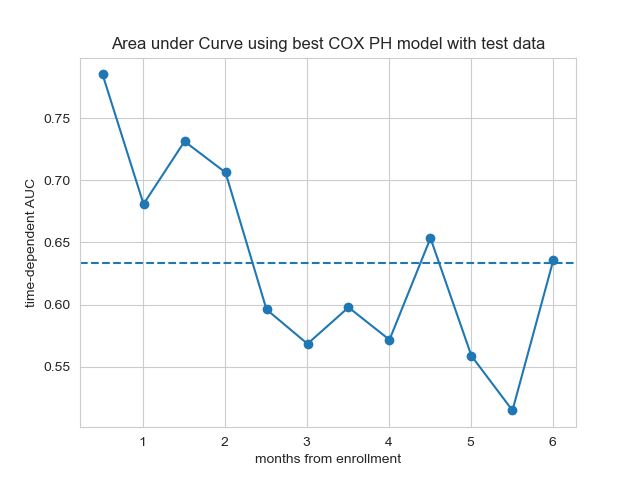 Area under Curve using best COX PH model with test data
time-dependent AUC
0.75
0.70
0.65
0.60
0.55
1 2 3 4 5 6
months from enrollment